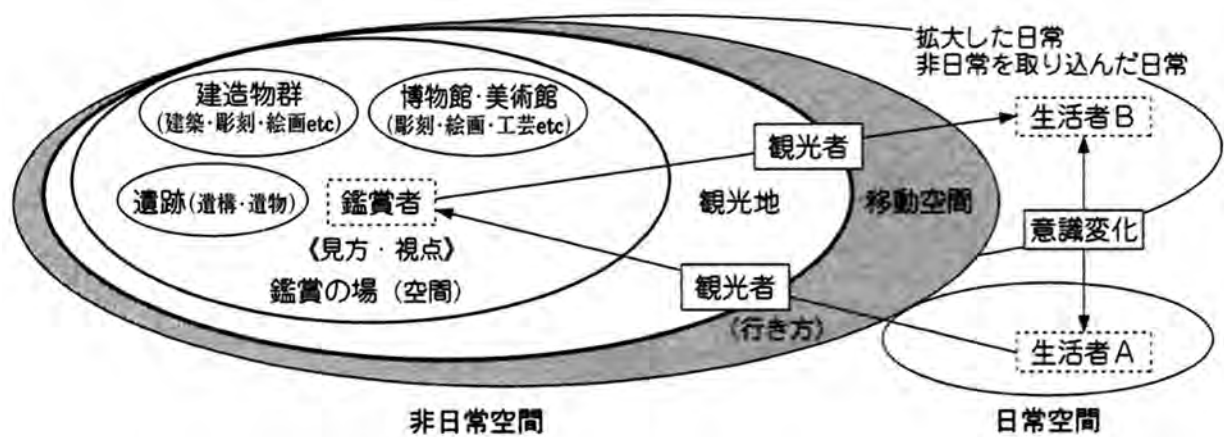 拡大した日常
非日常を取り込んだ日常
建造物群
(建築・彫刻・絵画etc)
博物館・美術館
(彫刻・絵画・工芸etc)
生活者B
観光者
遺跡(遺構・遺物)
鑑賞者
観光地
移動空間
意識変化
《見方・視点》
鑑賞の場(空間)
観光者
(行き方)
生活者A
非日常空間
日常空間